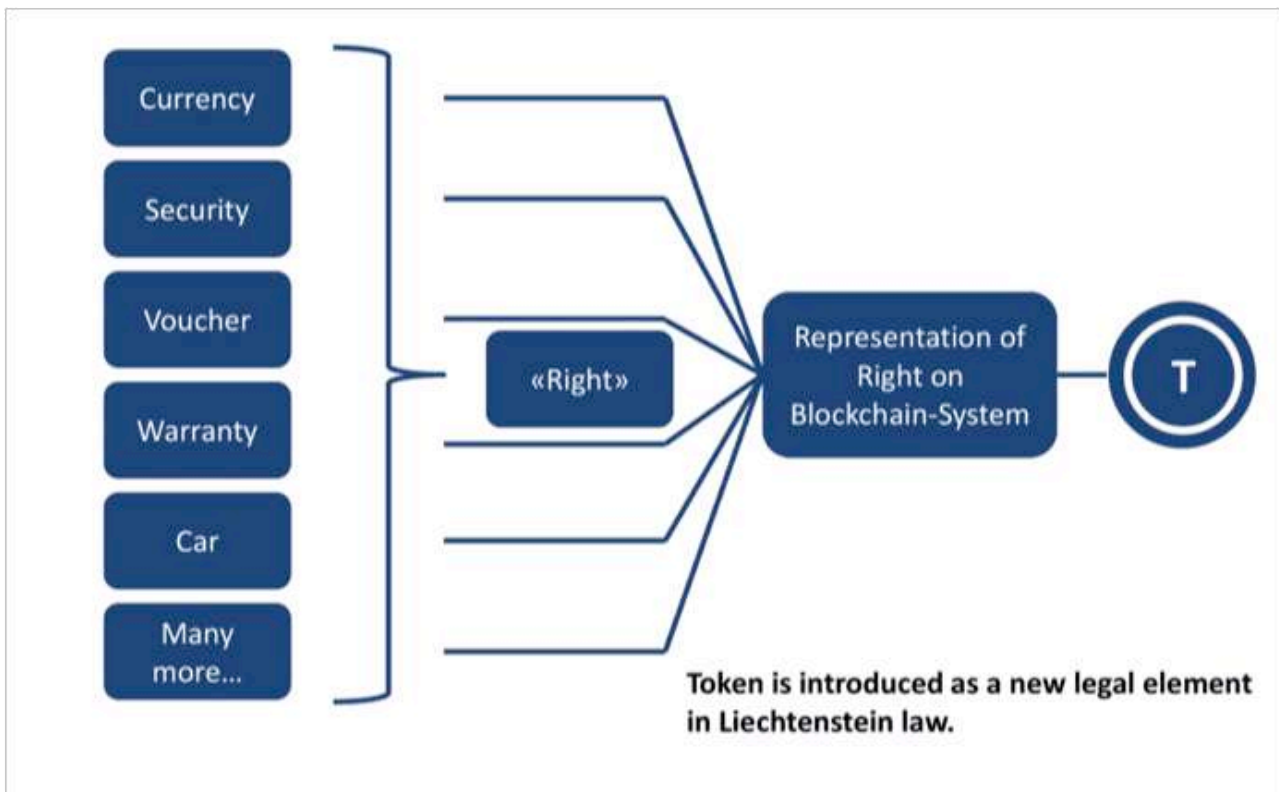 Currency
Security
Voucher
Warranty
Car
Many
more...
«Right»
Representation of
Right on
Blockchain-System
T
Token is introduced as a new legal element
in Liechtenstein law.